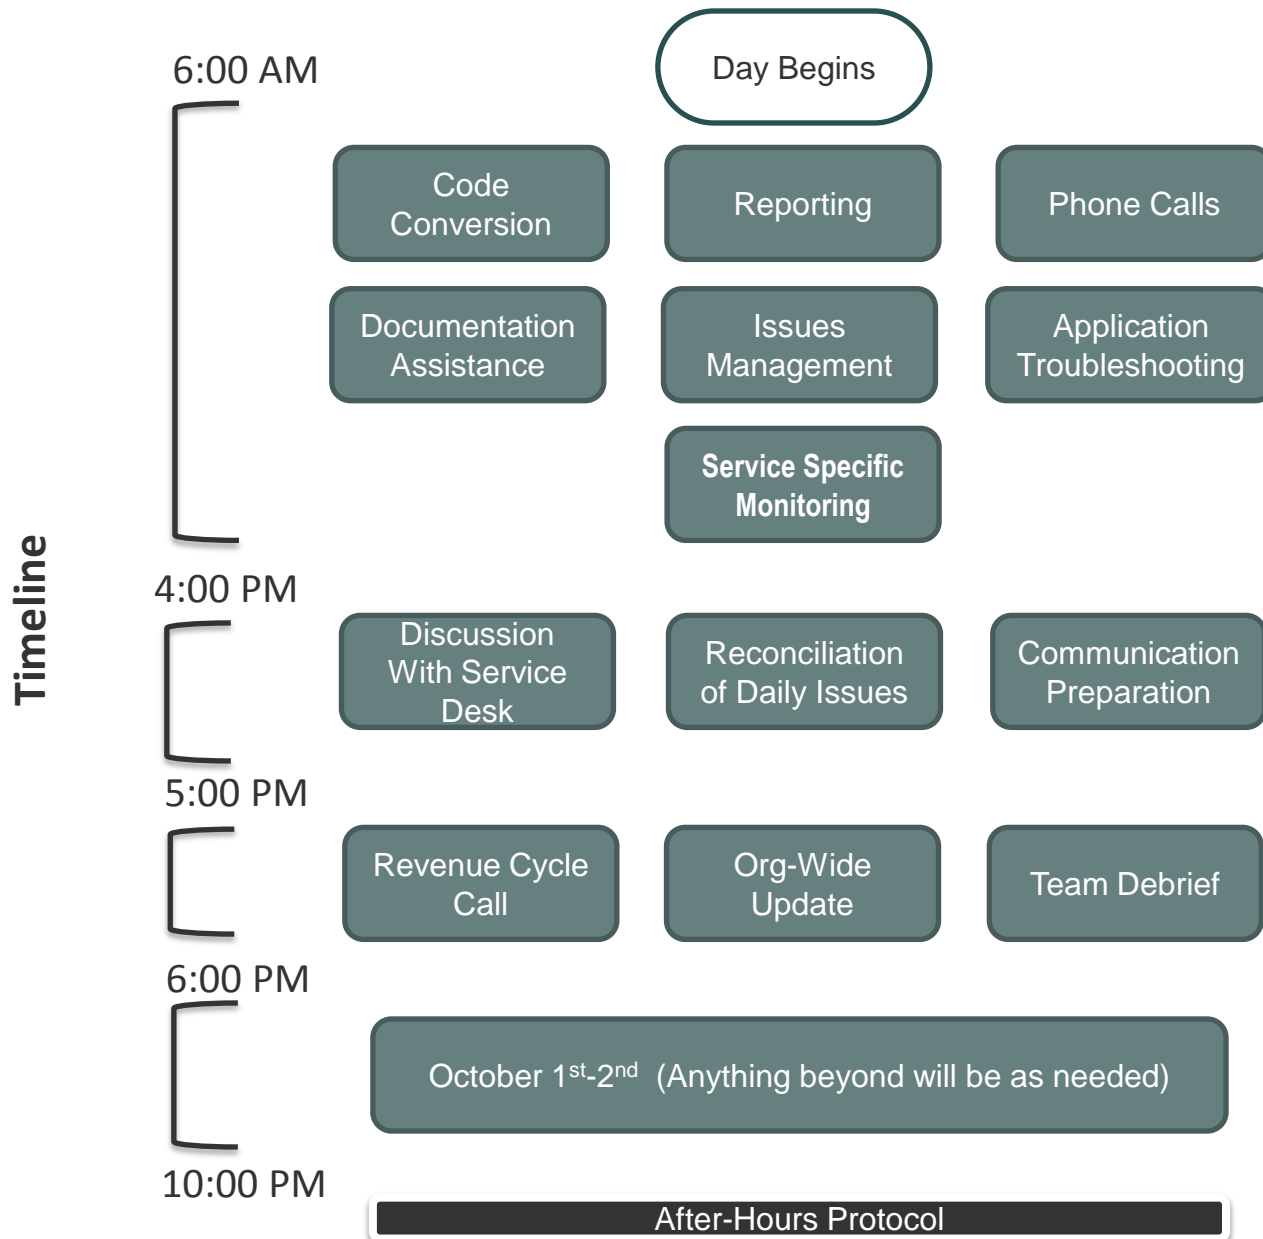 6:00 AM
Day Begins
Code
Conversion
Reporting
Phone Calls
Documentation
Assistance
Issues
Management
Application
Troubleshooting
Service Specific
Monitoring
Timeline
4:00 PM
Discussion
With Service
Desk
Reconciliation
of Daily Issues
Communication
Preparation
5:00 PM
Revenue Cycle
Call
Org-Wide
Update
Team Debrief
6:00 PM
October 1st-2nd (Anything beyond will be as needed)
10:00 PM
After-Hours Protocol